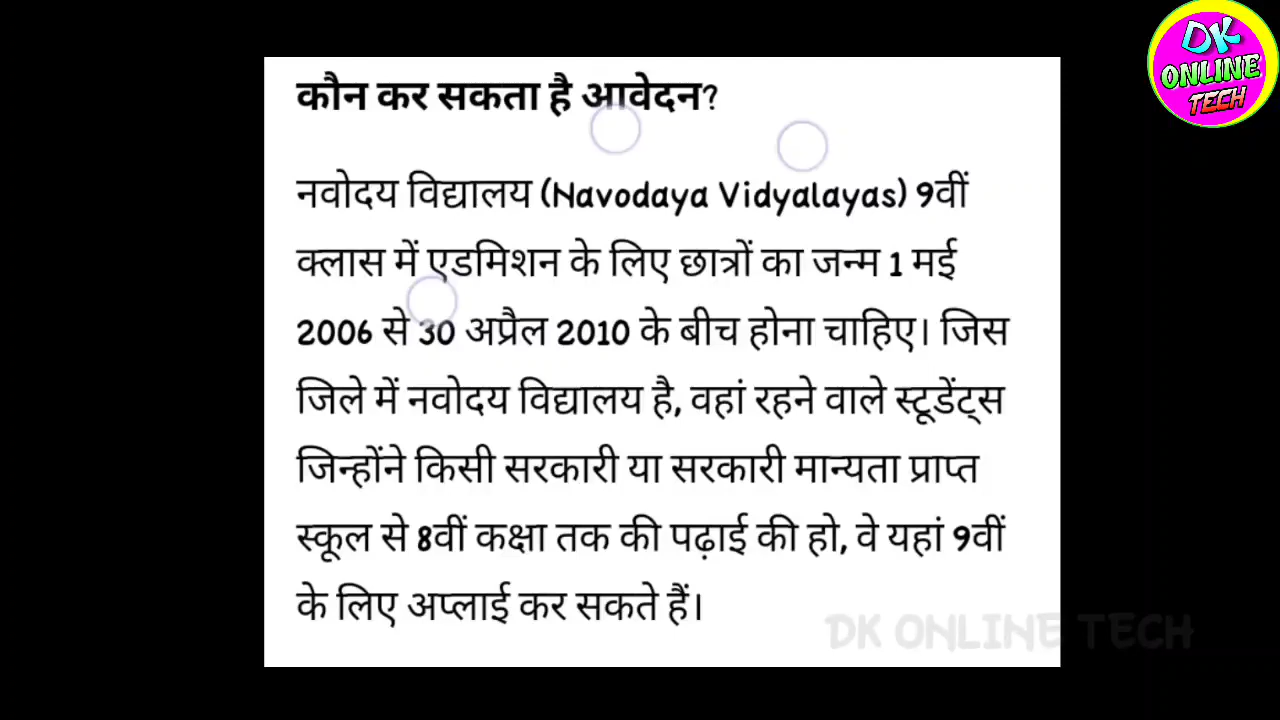 DK
ONLINE
TECH
कौन कर सकता है आवेदन?
नवोदय विद्यालय (Navodaya Vidyalayas) 9वीं
क्लास में एडमिशन के लिए छात्रों का जन्म 1 मई
2006 से 30 अप्रैल 2010 के बीच होना चाहिए। जिस
जिले में नवोदय विद्यालय है, वहां रहने वाले स्टूडेंट्स
जिन्होंने किसी सरकारी या सरकारी मान्यता प्राप्त
स्कूल से 8वीं कक्षा तक की पढ़ाई की हो, वे यहां 9वीं
के लिए अप्लाई कर सकते हैं।
DK ONLINE TECH